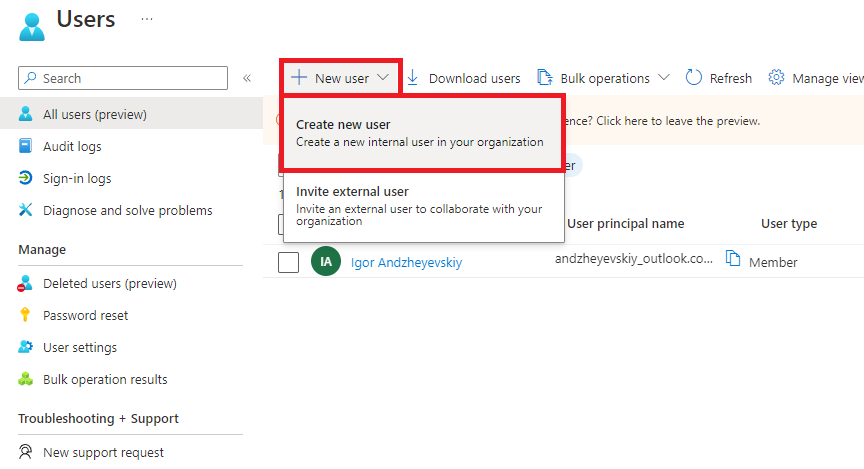 Users ...
Search «
New user
Download users
Bulk operations
Refresh
Manage view
All users (preview)
Audit logs
Sign-in logs
Diagnose and solve problems
Manage
Deleted users (preview)
Password reset
User settings
Bulk operation results
Troubleshooting + Support
New support request
Create new user
Create a new internal user in your organization
Invite external user
Invite an external user to collaborate with your
organization
ence? Click here to leave the preview.
er
User principal name
User type
IA
Igor Andzheyevskiy
andzheyevskiy_outlook.co...
Member